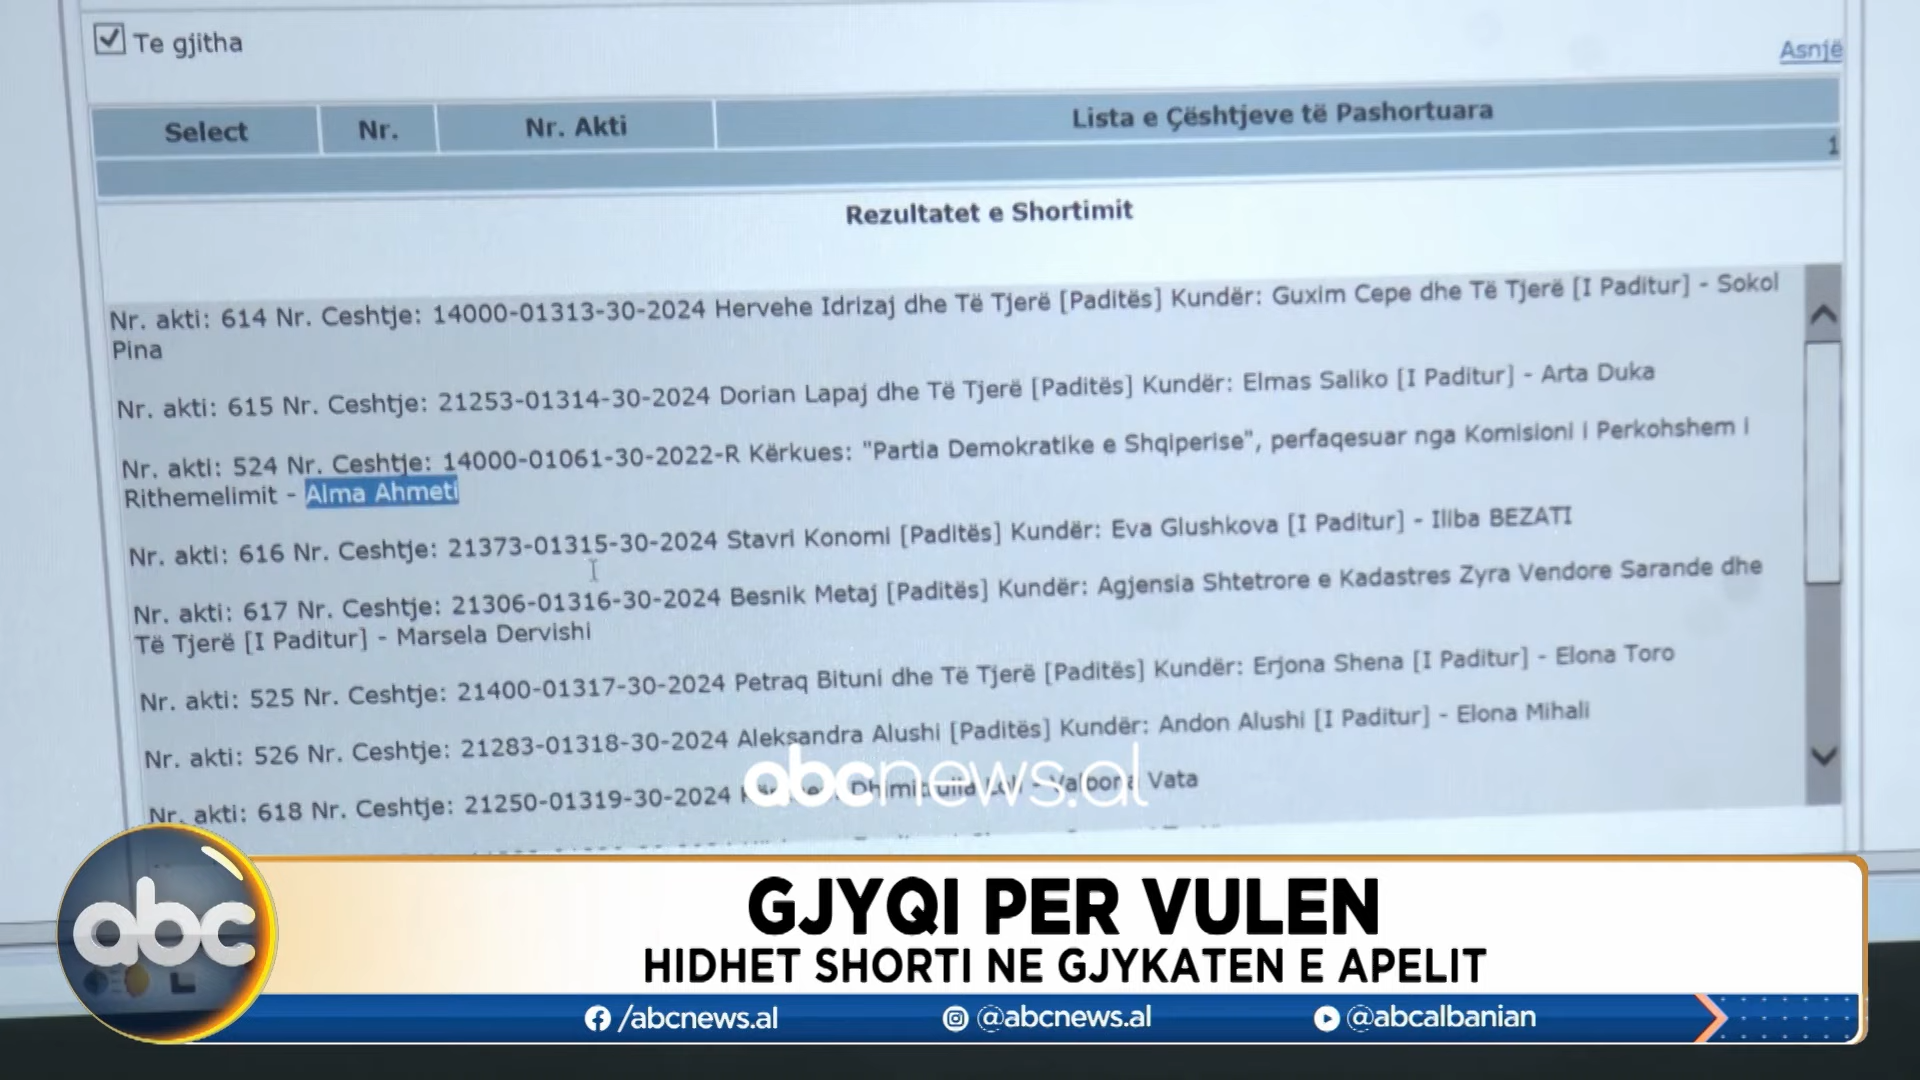 Te gjitha
Asnjë
Select Nr. Nr. Akti Lista e Çështjeve të Pashortuara
1
Rezultatet e Shortimit
Nr. akti: 614 Nr. Ceshtje: 14000-01313-30-2024 Hervehe Idrizaj dhe Të Tjerë [Paditës] Kundër: Guxim Cepe dhe Të Tjerë [I Paditur] - Sokol
Pina
Nr. akti: 615 Nr. Ceshtje: 21253-01314-30-2024 Dorian Lapaj dhe Të Tjerë [Paditës] Kundër: Elmas Saliko [I Paditur] - Arta Duka
Nr. akti: 524 Nr. Ceshtje: 14000-01061-30-2022-R Kërkues: "Partia Demokratike e Shqiperise", perfaqesuar nga Komisioni i Perkohshem i
Rithemelimit - Alma Ahmeti
Nr. akti: 616 Nr. Ceshtje: 21373-01315-30-2024 Stavri Konomi [Paditës] Kundër: Eva Glushkova [I Paditur] - Iliba BEZATI
Nr. akti: 617 Nr. Ceshtje: 21306-01316-30-2024 Besnik Metaj [Paditës] Kundër: Agjensia Shtetrore e Kadastres Zyra Vendore Sarande dhe
Të Tjerë [I Paditur] - Marsela Dervishi
Nr. akti: 525 Nr. Ceshtje: 21400-01317-30-2024 Petraq Bituni dhe Të Tjerë [Paditës] Kundër: Erjona Shena [I Paditur] - Elona Toro
Nr. akti: 526 Nr. Ceshtje: 21283-01318-30-2024 Aleksandra Alushi [Paditës] Kundër: Andon Alushi [I Paditur] - Elona Mihali
Nr. akti: 618 Nr. Ceshtje: 21250-01319-30-2024 - Valbona Vata
abcnews.al
abc
GJYQI PER VULEN
HIDHET SHORTI NE GJYKATEN E APELIT
/abcnews.al @abcnews.al @abcalbanian